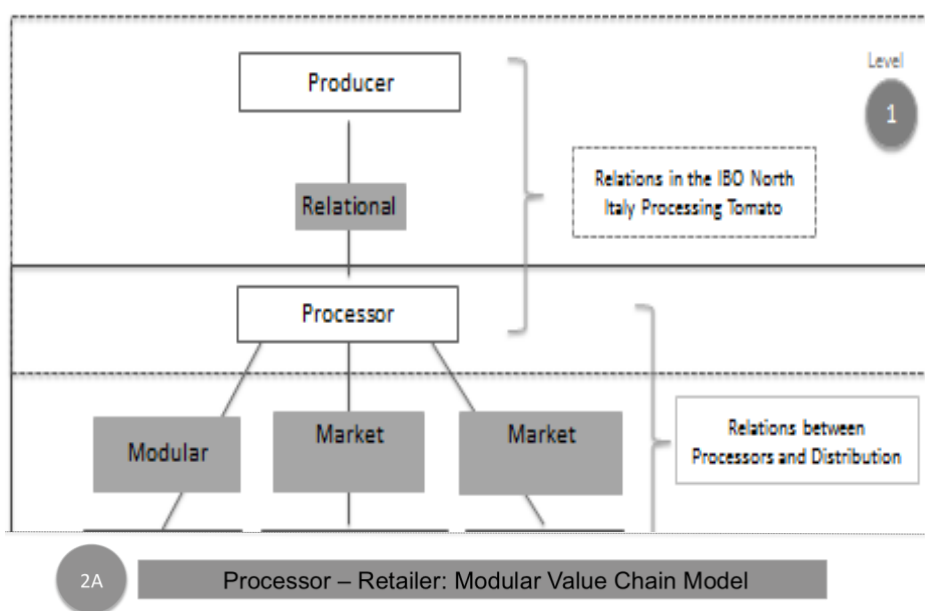 Producer
Level
1
Relations in the IBO North
Italy Processing Tomato
Relational
Processor
Modular
Market
Market
Relations between
Processors and Distribution
2A
Processor – Retailer: Modular Value Chain Model